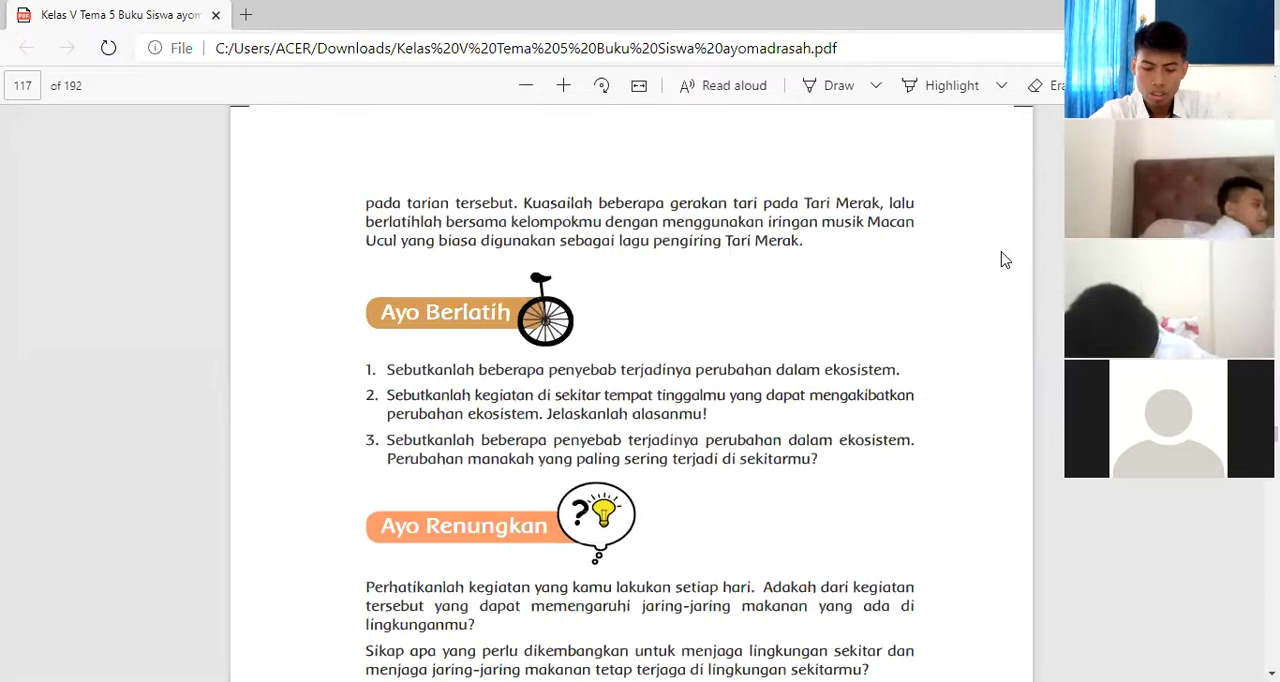 Kelas V Tema 5 Buku Siswa ayom
File
C:/Users/ACER/Downloads/Kelas%20V%20Tema%205%20Buku%20Siswa%20ayomadrasah.pdf
117 of 192
Read aloud
Draw
Highlight
Era
pada tarian tersebut. Kuasailah beberapa gerakan tari pada Tari Merak, lalu
berlatihlah bersama kelompokmu dengan menggunakan iringan musik Macan
Ucul yang biasa digunakan sebagai lagu pengiring Tari Merak.
Ayo Berlatih
1. Sebutkanlah beberapa penyebab terjadinya perubahan dalam ekosistem.
2. Sebutkanlah kegiatan di sekitar tempat tinggalmu yang dapat mengakibatkan
perubahan ekosistem. Jelaskanlah alasanmu!
3. Sebutkanlah beberapa penyebab terjadinya perubahan dalam ekosistem.
Perubahan manakah yang paling sering terjadi di sekitarmu?
?
Ayo Renungkan
Perhatikanlah kegiatan yang kamu lakukan setiap hari. Adakah dari kegiatan
tersebut yang dapat memengaruhi jaring-jaring makanan yang ada di
lingkunganmu?
Sikap apa yang perlu dikembangkan untuk menjaga lingkungan sekitar dan
menjaga jaring-jaring makanan tetap terjaga di lingkungan sekitarmu?